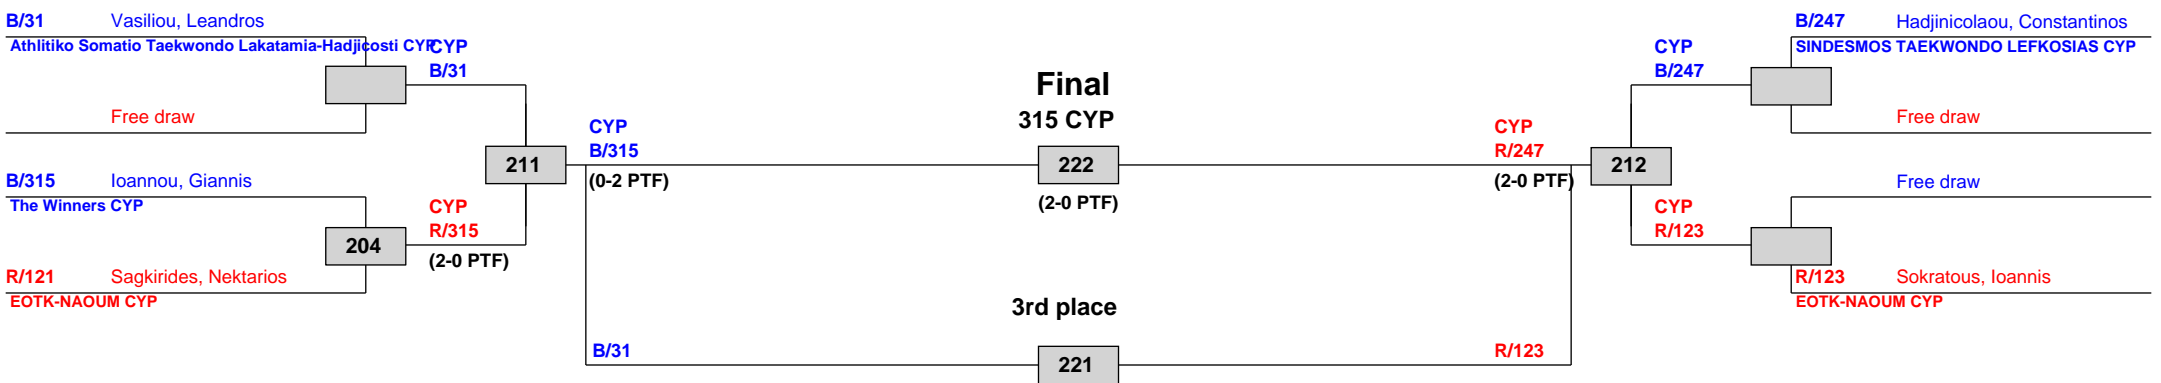 B/31 Vasiliou, Leandros
Athlitiko Somatio Taekwondo Lakatamia-Hadjicosti CYP
CYP
B/31
Free draw
B/315 Ioannou, Giannis
The Winners CYP
204
CYP
R/315
(2-0 PTF)
R/121 Sagkirides, Nektarios
EOTK-NAOUM CYP
211
CYP
B/315
(0-2 PTF)
Final
315 CYP
222
(2-0 PTF)
3rd place
B/31
221
R/123
CYP
R/247
(2-0 PTF)
212
CYP
B/247
B/247 Hadjinicolaou, Constantinos
SINDESMOS TAEKWONDO LEFKOSIAS CYP
Free draw
Free draw
CYP
R/123
R/123 Sokratous, Ioannis
EOTK-NAOUM CYP